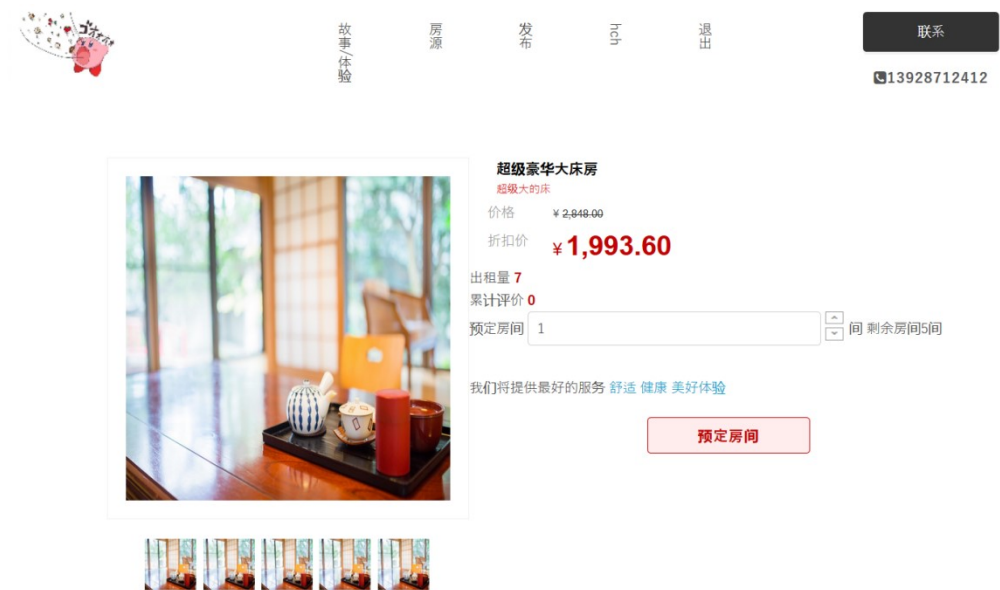 故事/体验
房源
发布
hch
退出
联系
13928712412
超级豪华大床房
超级大的床
价格 ¥ 2,848.00
折扣价 ¥ 1,993.60
出租量 7
累计评价 0
预定房间 1 间 剩余房间5间
我们将提供最好的服务 舒适 健康 美好体验
预定房间